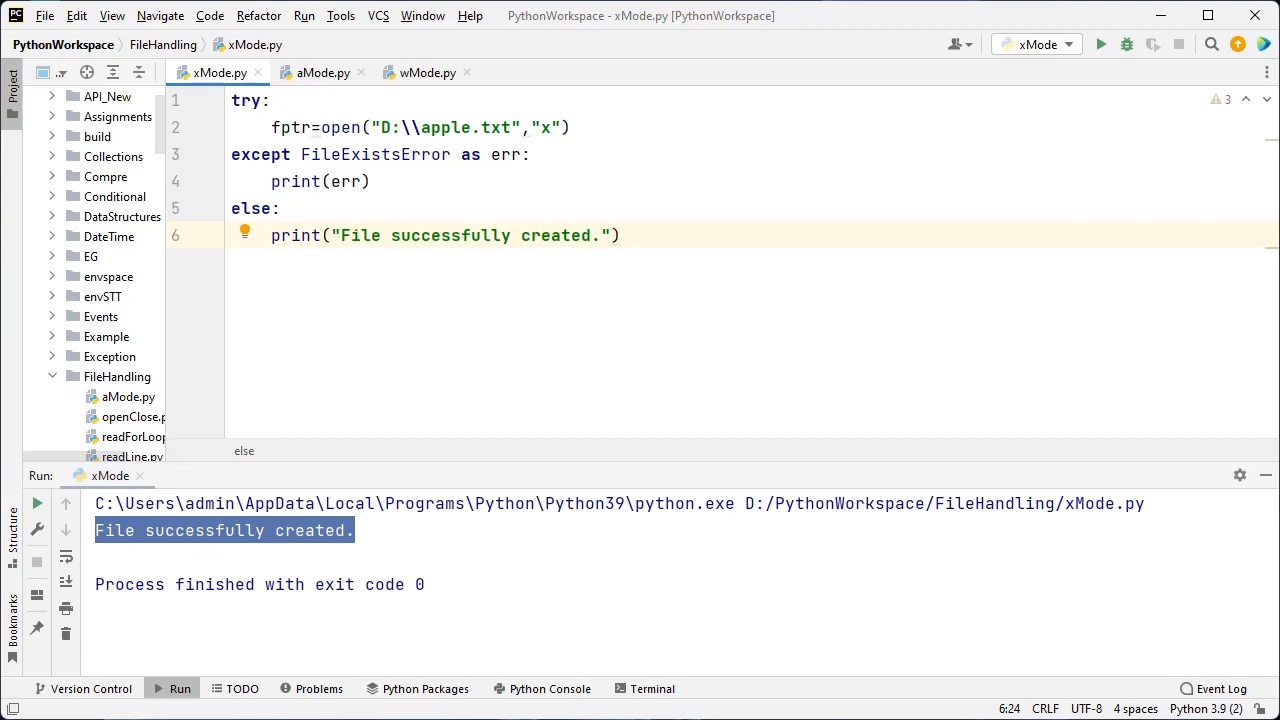 File Edit View Navigate Code Refactor Run Tools VCS Window Help PythonWorkspace - xMode.py [PythonWorkspace]
PythonWorkspace FileHandling xMode.py xMode
Project
xMode.py aMode.py wMode.py
API_New
Assignments
build
Collections
Compre
Conditional
DataStructures
DateTime
EG
envspace
envSTT
Events
Example
Exception
FileHandling
aMode.py
openClose.p
readForLoop
readLine.py
1 try:
2 fptr=open("D:\\apple.txt","x")
3 except FileExistsError as err:
4 print(err)
5 else:
6 print("File successfully created.")
3
else
Run: xMode
C:\Users\admin\AppData\Local\Programs\Python\Python39\python.exe D:/PythonWorkspace/FileHandling/xMode.py
File successfully created.
Process finished with exit code 0
Structure
Bookmarks
Version Control Run TODO Problems Python Packages Python Console Terminal Event Log
6:24 CRLF UTF-8 4 spaces Python 3.9 (2)